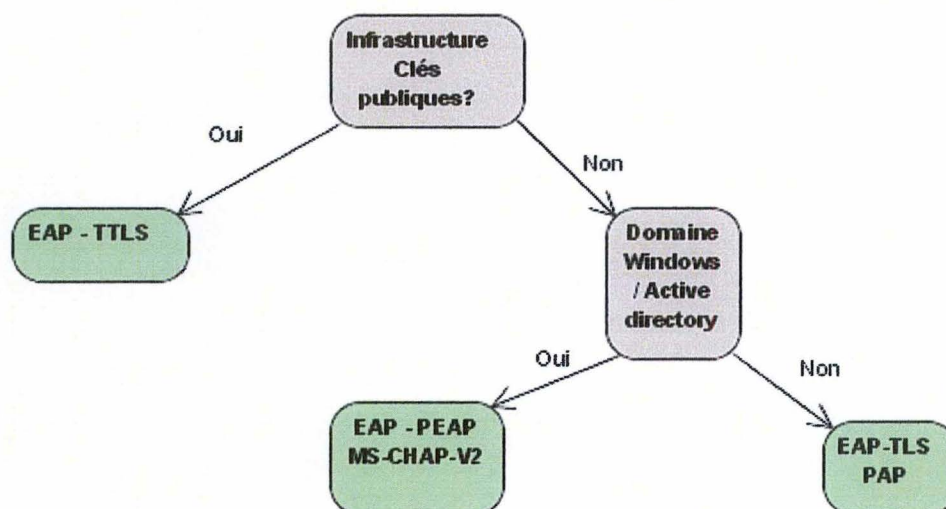 Infrastructure
Clés
publiques?
Oui
Non
EAP - TTLS
Domaine
Windows
/ Active
directory
Oui
Non
EAP - PEAP
MS-CHAP-V2
EAP-TLS
PAP